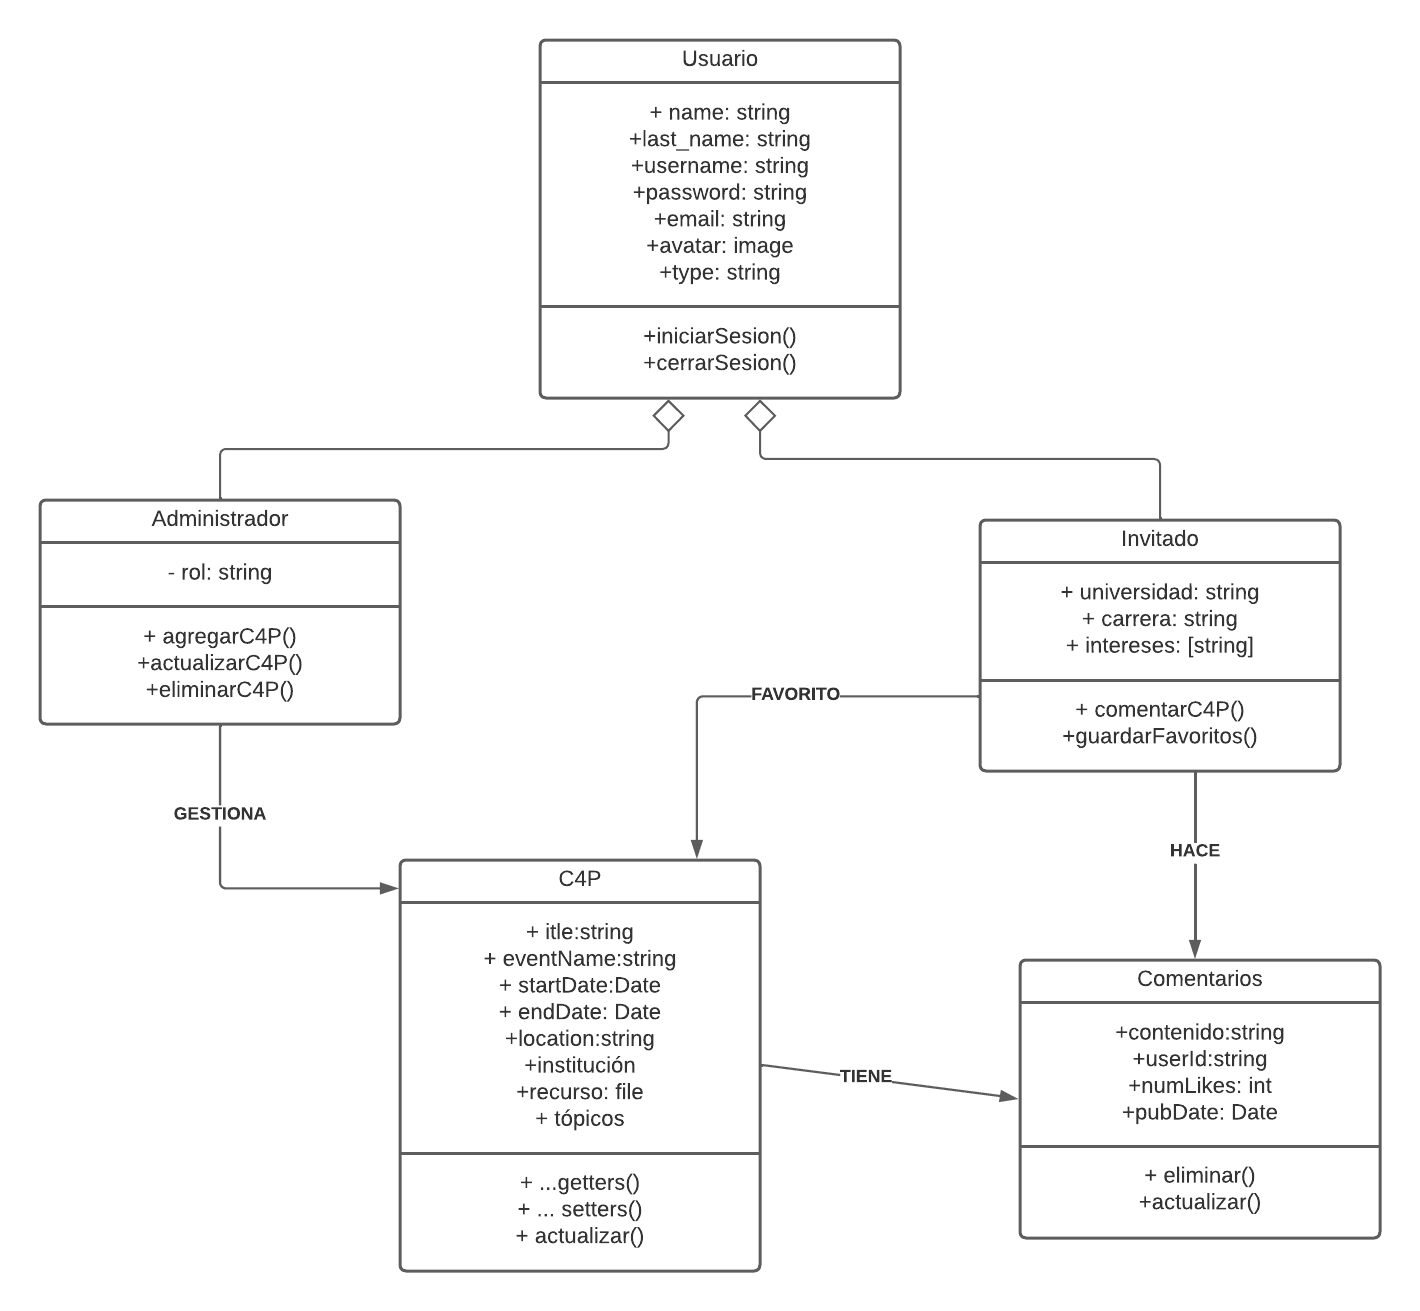 Usuario
+ name: string
+last_name: string
+username: string
+password: string
+email: string
+avatar: image
+type: string
+iniciarSesion()
+cerrarSesion()
Administrador
- rol: string
+ agregarC4P()
+actualizarC4P()
+eliminarC4P()
Invitado
+ universidad: string
+ carrera: string
+ intereses: [string]
+ comentarC4P()
+guardarFavoritos()
FAVORITO
GESTIONA
HACE
C4P
+ itle:string
+ eventName:string
+ startDate:Date
+ endDate: Date
+location:string
+institución
+recurso: file
+ tópicos
+ ...getters()
+ ... setters()
+ actualizar()
TIENE
Comentarios
+contenido:string
+userId:string
+numLikes: int
+pubDate: Date
+ eliminar()
+actualizar()